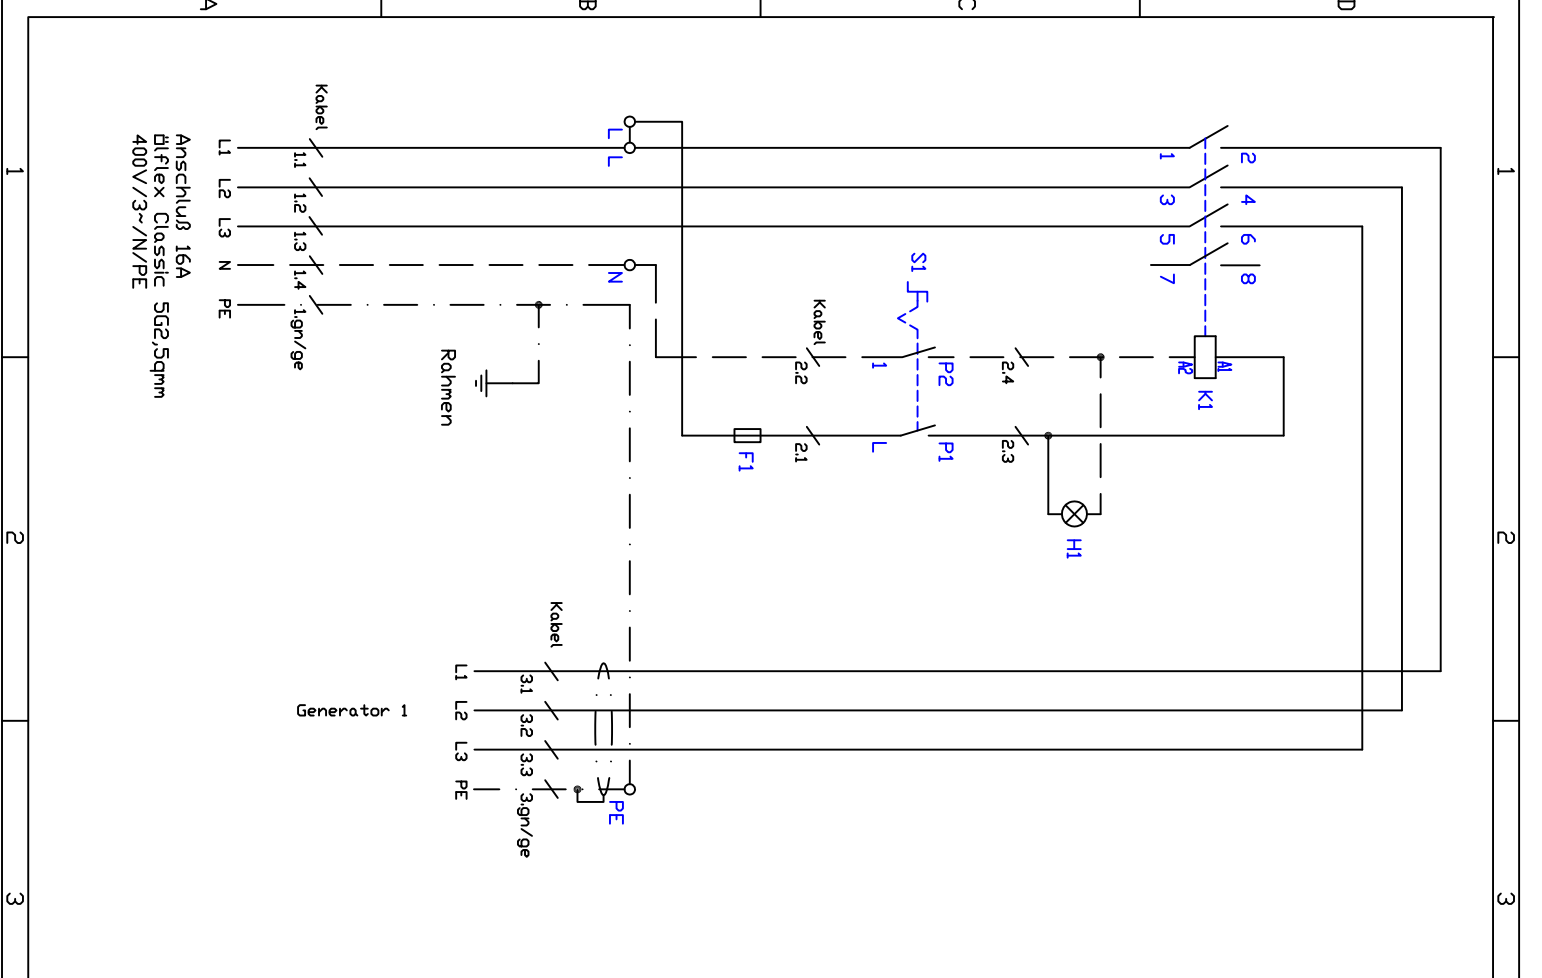 A
B
C
D
1
2
3
1
2
3
Anschluß 16A
ölflex Classic 5G2,5qmm
400V/3~/N/PE
L1
L2
L3
N
PE
Kabel
1.1
1.2
1.3
1.4
1.gn/ge
Rahmen
L
L
N
1
2
3
4
5
6
7
8
S1
Kabel
2.2
1
P2
2.4
A2
A1
K1
F1
2.1
L
P1
2.3
H1
Kabel
Generator 1
L1
L2
L3
PE
3.1
3.2
3.3
3.gn/ge
PE